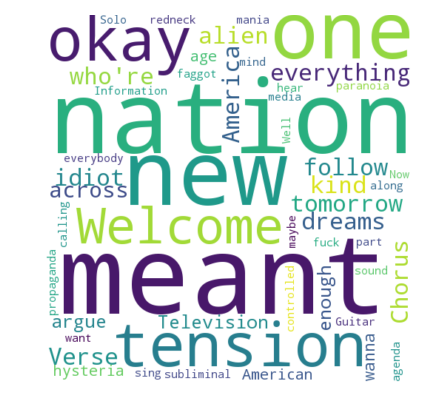 Solo redneck mania
okay alien one
age mind
who're America everything
faggot hear
Information media paranoia
nation
Well
everybody new follow
idiot kind Now
across along
Welcome tomorrow
dreams
calling maybe fuck part
meant Chorus
propaganda controlled enough sound
argue Television Guitar
want tension wanna agenda
Verse
hysteria sing subliminal American